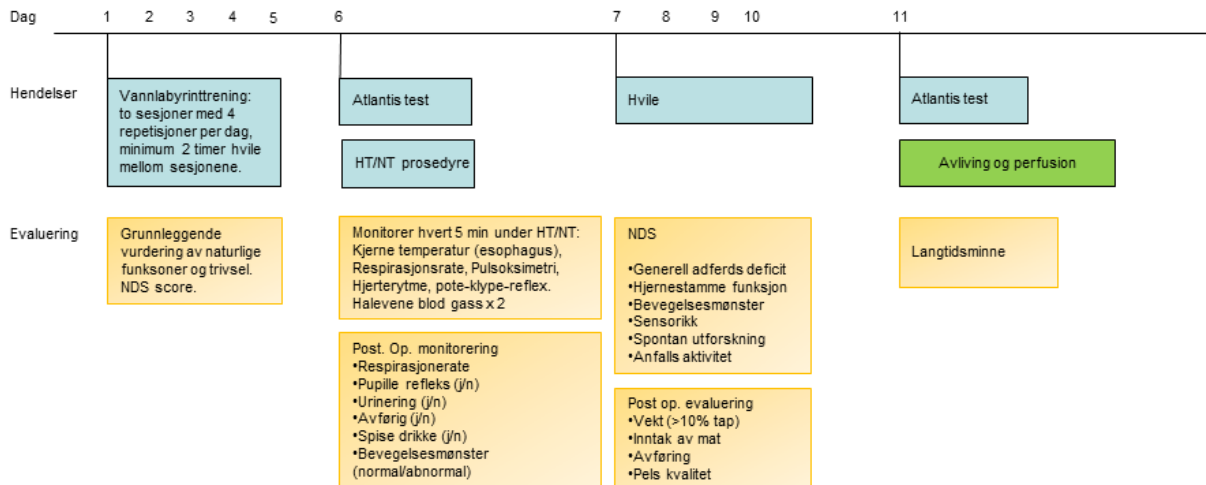 Dag 1 2 3 4 5 6 7 8 9 10 11
Hendelser
Vannlabyrinttrening:
to sesjoner med 4
repetisjoner per dag,
minimum 2 timer hvile
mellom sesjonene.
Atlantis test
HT/NT prosedyre
Hvile
Atlantis test
Avliving og perfusion
Evaluering
Grunnleggende
vurdering av naturlige
funksoner og trivsel.
NDS score.
Monitorer hvert 5 min under HT/NT:
Kjerne temperatur (esophagus),
Respirasjonsrate, Pulsoksimetri,
Hjerterytme, pote-klype-reflex.
Halevene blod gass x 2
Post. Op. monitorering
•Respirasjonerate
•Pupille refleks (j/n)
•Urinering (j/n)
•Avførig (j/n)
•Spise drikke (j/n)
•Bevegelsesmønster
(normal/abnormal)
NDS
•Generell adferds deficit
•Hjernestamme funksjon
•Bevegelsesmønster
•Sensorikk
•Spontan utforskning
•Anfalls aktivitet
Post op. evaluering
•Vekt (>10% tap)
•Inntak av mat
•Avføring
•Pels kvalitet
Langtidsminne